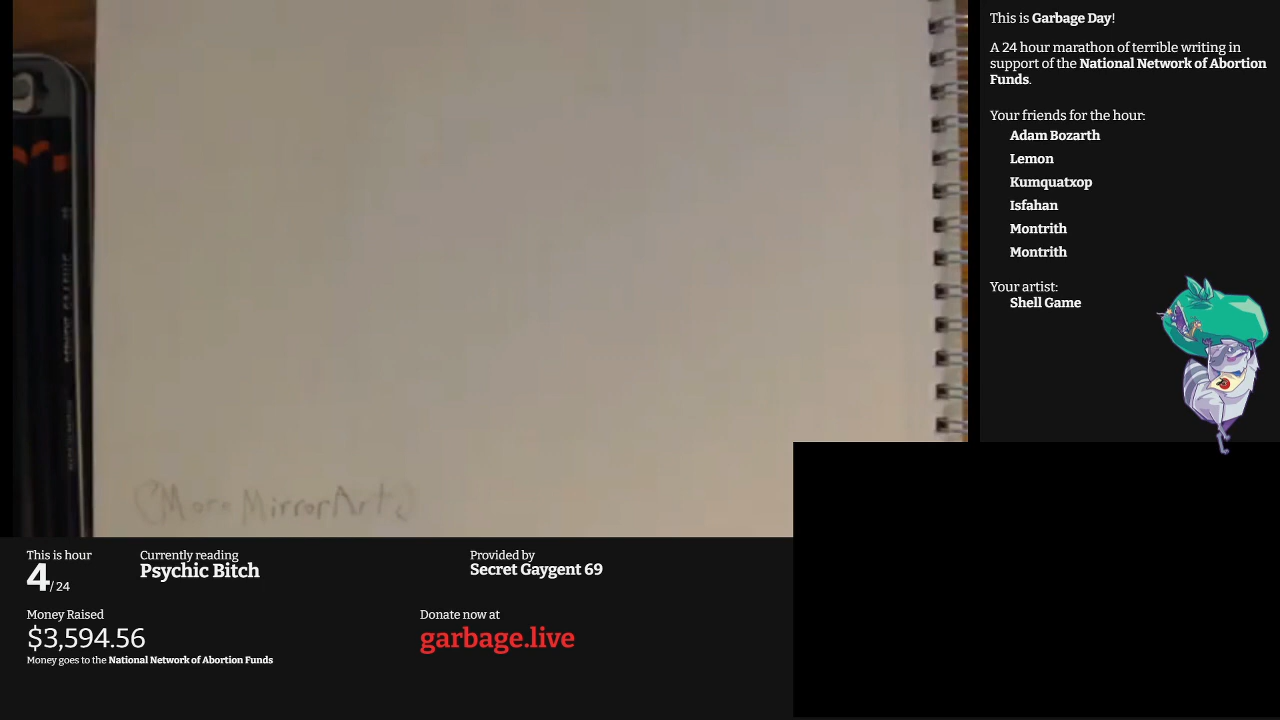 This is Garbage Day!
A 24 hour marathon of terrible writing in
support of the National Network of Abortion
Funds.
Your friends for the hour:
Adam Bozarth
Lemon
Kumquatxop
Isfahan
Montrith
Montrith
Your artist:
Shell Game
(MoreMirrorArt)
This is hour
4/ 24
Currently reading
Psychic Bitch
Provided by
Secret Gaygent 69
Money Raised
$3,594.56
Money goes to the National Network of Abortion Funds
Donate now at
garbage.live